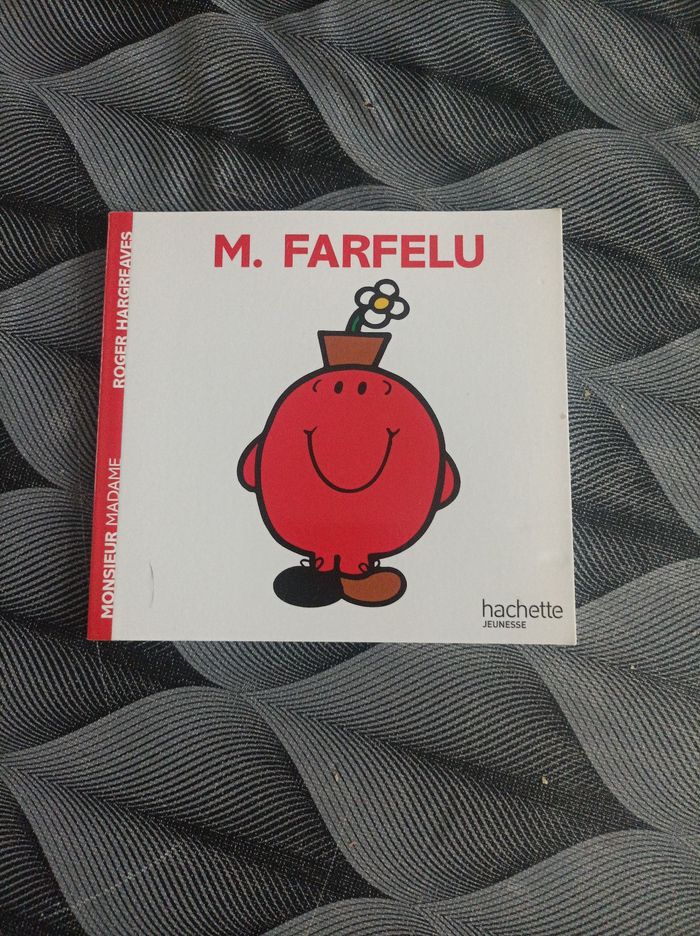 M. FARFELU
MONSIEUR MADAME ROGER HARGREAVES
hachette
JEUNESSE